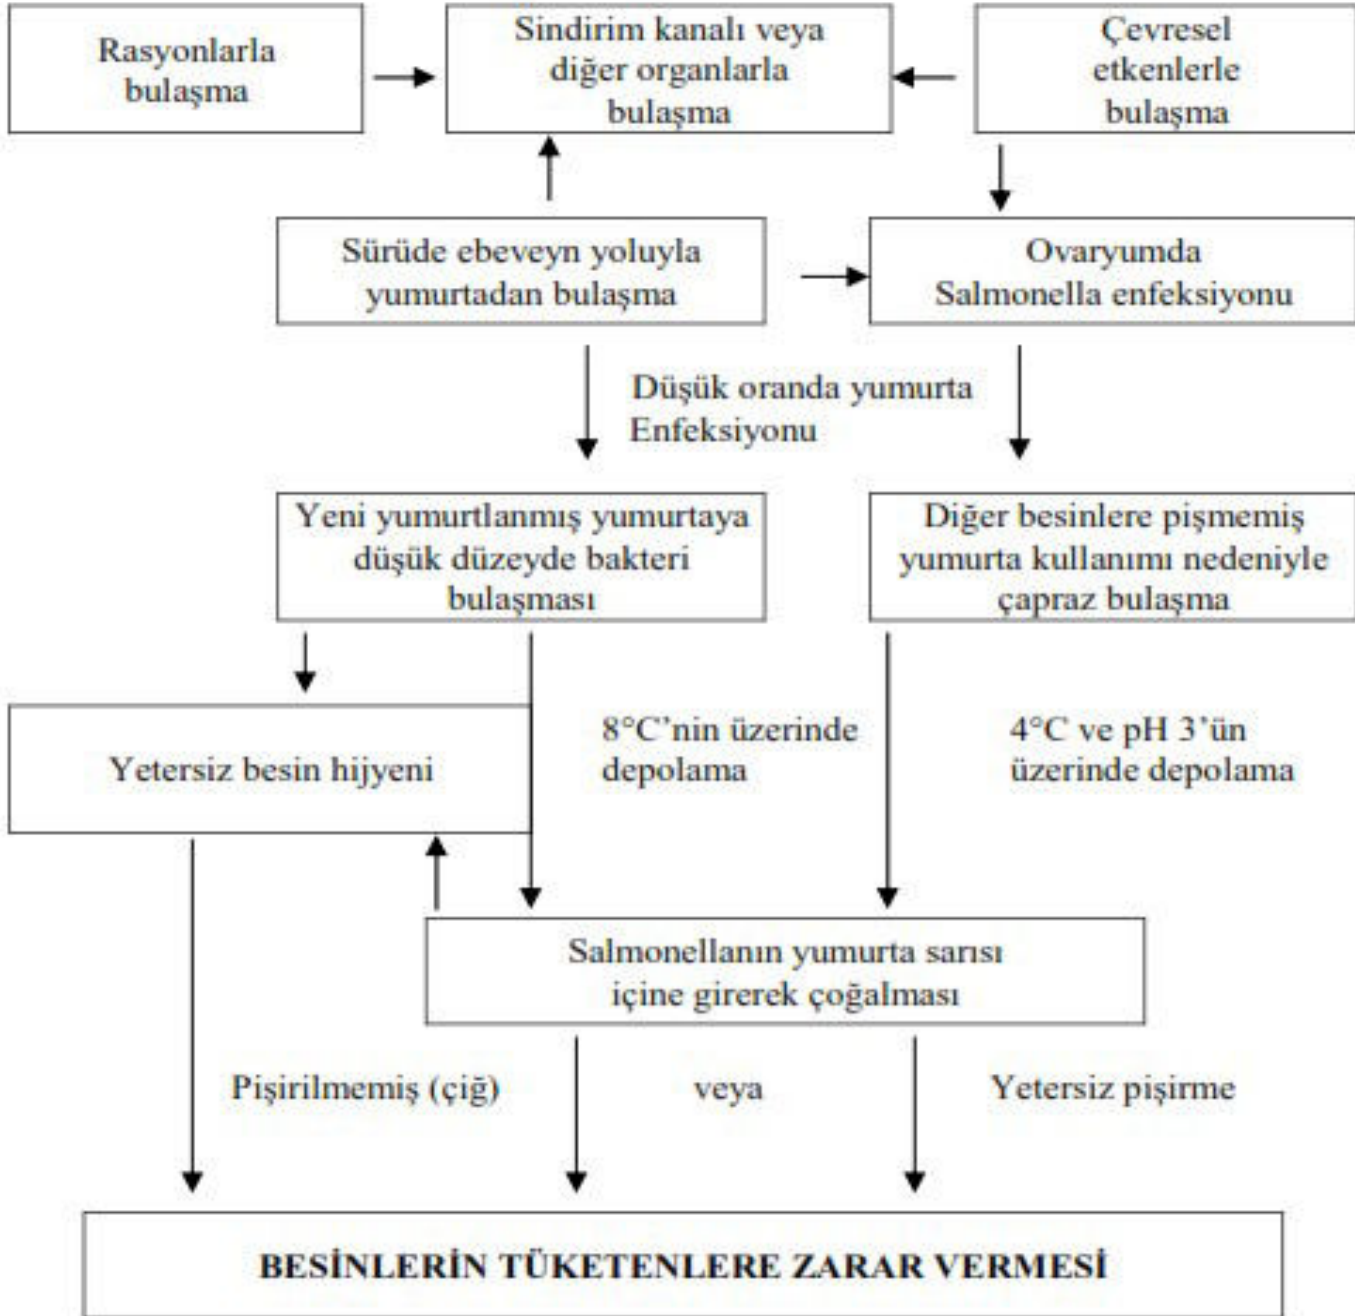 Rasyonlarla
bulaşma
Sindirim kanalı veya
diğer organlarla
bulaşma
Çevresel
etkenlerle
bulaşma
Sürüde ebeveyn yoluyla
yumurtadan bulaşma
Ovaryumda
Salmonella enfeksiyonu
Düşük oranda yumurta
Enfeksiyonu
Yeni yumurtlanmış yumurtaya
düşük düzeyde bakteri
bulaşması
Diğer besinlere pişmemiş
yumurta kullanımı nedeniyle
çapraz bulaşma
Yetersiz besin hijyeni
8°C’nin üzerinde
depolama
4°C ve pH 3’ün
üzerinde depolama
Salmonellanın yumurta sarısı
içine girerek çoğalması
Pişirilmemiş (çiğ)
veya
Yetersiz pişirme
BESİNLERİN TÜKETENLERE ZARAR VERMESİ